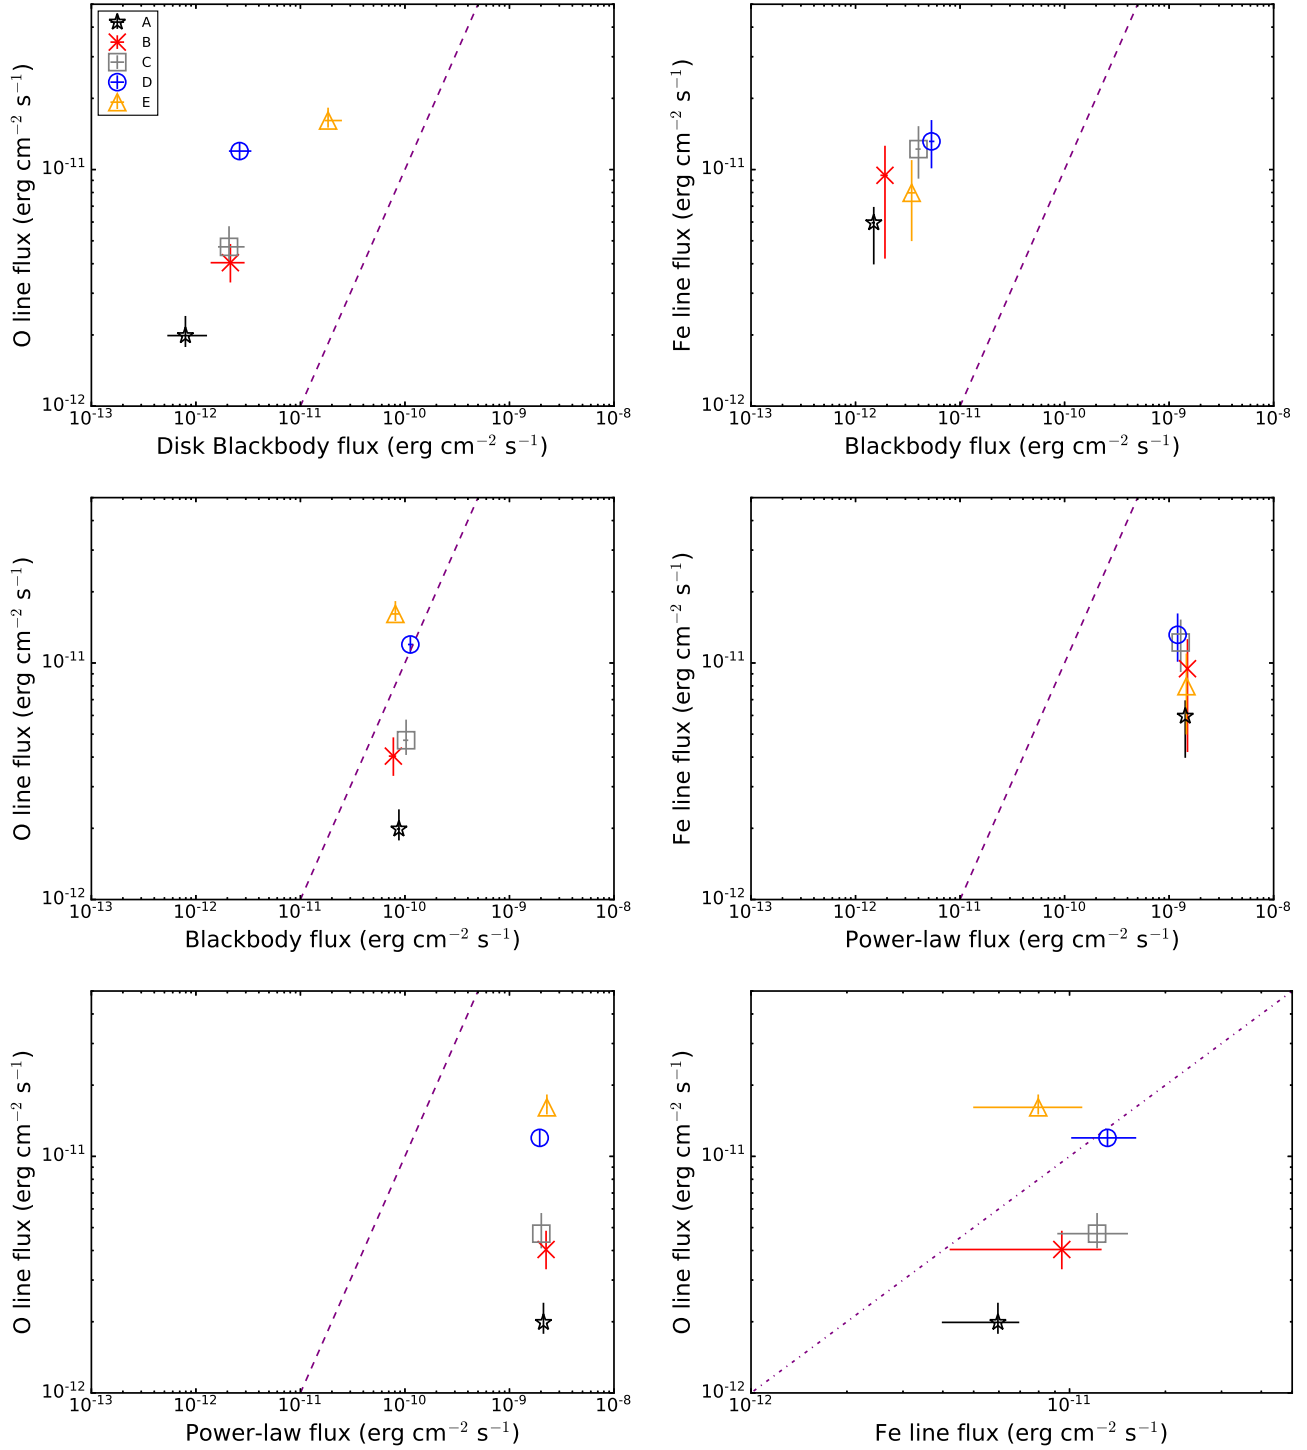 A
B
C
D
E
O line flux (erg cm⁻² s⁻¹)
10⁻¹¹
10⁻¹²
10⁻¹³ 10⁻¹² 10⁻¹¹ 10⁻¹⁰ 10⁻⁹ 10⁻⁸
Disk Blackbody flux (erg cm⁻² s⁻¹)
Fe line flux (erg cm⁻² s⁻¹)
10⁻¹¹
10⁻¹²
10⁻¹³ 10⁻¹² 10⁻¹¹ 10⁻¹⁰ 10⁻⁹ 10⁻⁸
Blackbody flux (erg cm⁻² s⁻¹)
O line flux (erg cm⁻² s⁻¹)
10⁻¹¹
10⁻¹²
10⁻¹³ 10⁻¹² 10⁻¹¹ 10⁻¹⁰ 10⁻⁹ 10⁻⁸
Blackbody flux (erg cm⁻² s⁻¹)
Fe line flux (erg cm⁻² s⁻¹)
10⁻¹¹
10⁻¹²
10⁻¹³ 10⁻¹² 10⁻¹¹ 10⁻¹⁰ 10⁻⁹ 10⁻⁸
Power-law flux (erg cm⁻² s⁻¹)
O line flux (erg cm⁻² s⁻¹)
10⁻¹¹
10⁻¹²
10⁻¹³ 10⁻¹² 10⁻¹¹ 10⁻¹⁰ 10⁻⁹ 10⁻⁸
Power-law flux (erg cm⁻² s⁻¹)
O line flux (erg cm⁻² s⁻¹)
10⁻¹¹
10⁻¹²
10⁻¹² 10⁻¹¹
Fe line flux (erg cm⁻² s⁻¹)